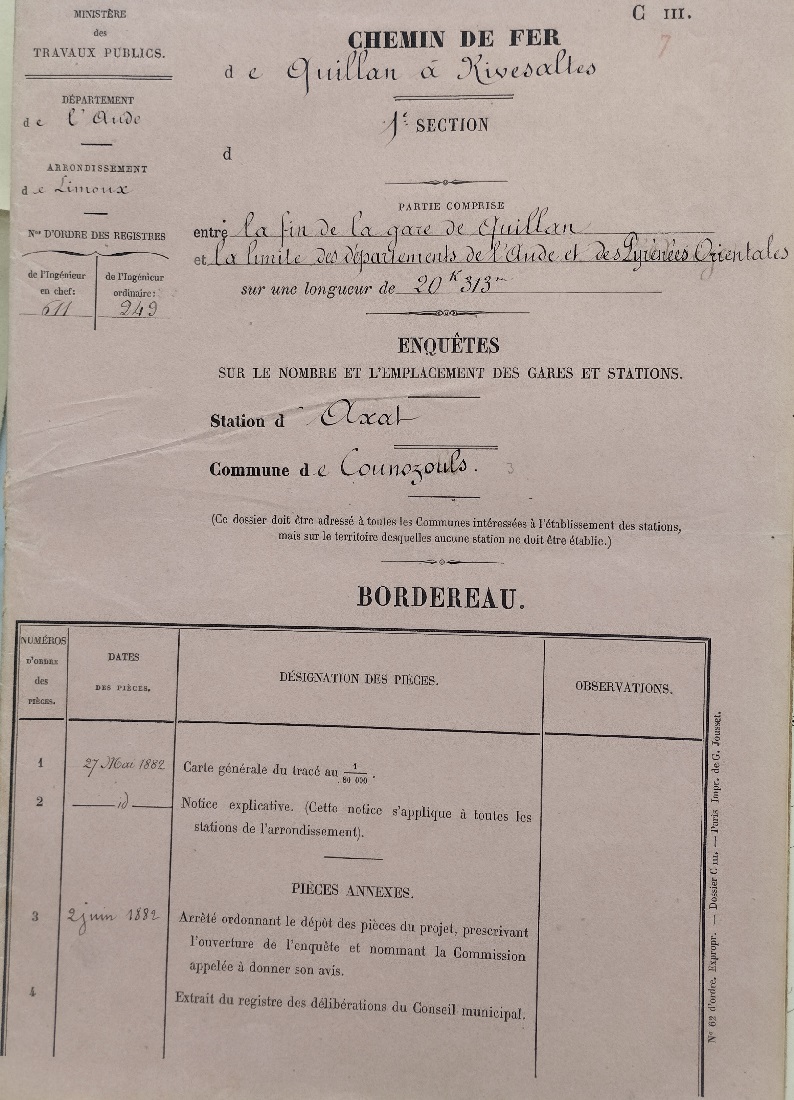 MINISTÈRE
des
TRAVAUX PUBLICS.
DÉPARTEMENT
de l'Aude
ARRONDISSEMENT
de Limoux
Nos D'ORDRE DES REGISTRES
de l'Ingénieur
en chef:
611
de l'Ingénieur
ordinaire:
249
C III.
7
CHEMIN DE FER
de Quillan à Rivesaltes
1e SECTION
d
PARTIE COMPRISE
entre la fin de la gare de Quillan
et la limite des départements de l'Aude et des Pyrénées Orientales
sur une longueur de 20K313m
ENQUÊTES
SUR LE NOMBRE ET L'EMPLACEMENT DES GARES ET STATIONS.
Station d'Axat
Commune de Counozouls. 3
(Ce dossier doit être adressé à toutes les Communes intéressées à l'établissement des stations,
mais sur le territoire desquelles aucune station ne doit être établie.)
BORDEREAU.
NUMÉROS
D'ORDRE
des
PIÈCES.
DATES
DES PIÈCES.
DÉSIGNATION DES PIÈCES.
OBSERVATIONS.
1 27 Mai 1882 Carte générale du tracé au 1/80 000.
2 id Notice explicative. (Cette notice s'applique à toutes les
stations de l'arrondissement).
PIÈCES ANNEXES.
3 2 juin 1882 Arrêté ordonnant le dépôt des pièces du projet, prescrivant
l'ouverture de l'enquête et nommant la Commission
appelée à donner son avis.
4 Extrait du registre des délibérations du Conseil municipal.
No 62 d'ordre. Expropr. — Dossier C III. — Paris Impr. de G. Jousset.